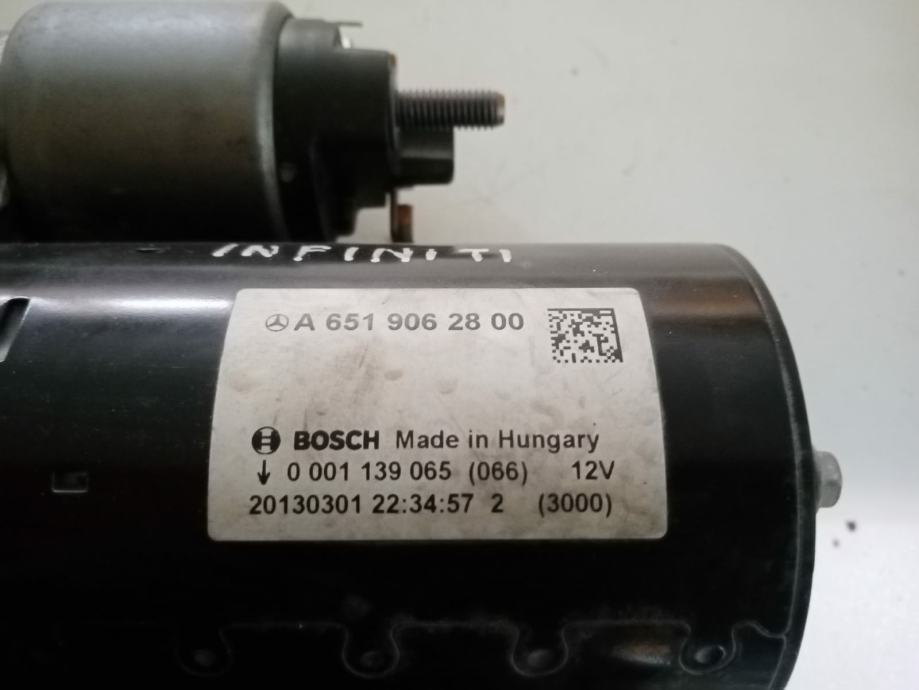 INFINITI
A 651 906 28 00
BOSCH Made in Hungary
↓ 0 001 139 065 (066) 12V
20130301 22:34:57 2 (3000)